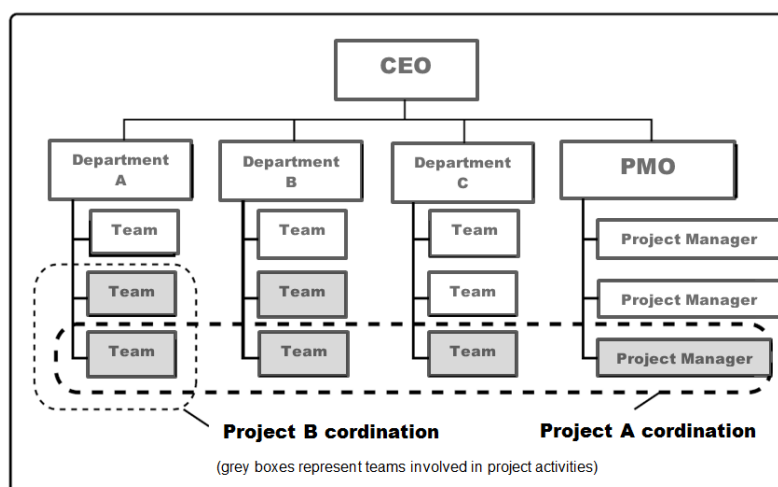 CEO
Department
A
Department
B
Department
C
PMO
Team
Team
Team
Project Manager
Team
Team
Team
Project Manager
Team
Team
Team
Project Manager
Project B cordination
Project A cordination
(grey boxes represent teams involved in project activities)